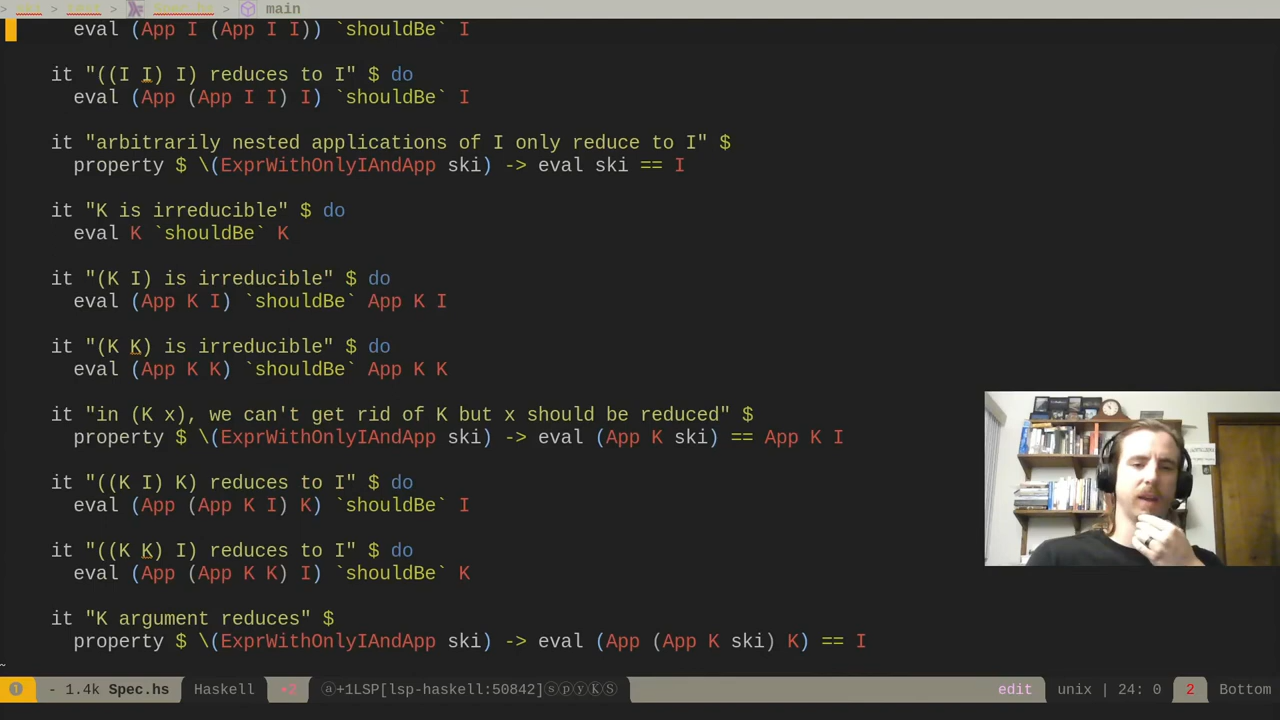 > > > Spec.hs > main
eval (App I (App I I)) `shouldBe` I
it "((I I) I) reduces to I" $ do
eval (App (App I I) I) `shouldBe` I
it "arbitrarily nested applications of I only reduce to I" $
property $ \(ExprWithOnlyIAndApp ski) -> eval ski == I
it "K is irreducible" $ do
eval K `shouldBe` K
it "(K I) is irreducible" $ do
eval (App K I) `shouldBe` App K I
it "(K K) is irreducible" $ do
eval (App K K) `shouldBe` App K K
it "in (K x), we can't get rid of K but x should be reduced" $
property $ \(ExprWithOnlyIAndApp ski) -> eval (App K ski) == App K I
it "((K I) K) reduces to I" $ do
eval (App (App K I) K) `shouldBe` I
it "((K K) I) reduces to I" $ do
eval (App (App K K) I) `shouldBe` K
it "K argument reduces" $
property $ \(ExprWithOnlyIAndApp ski) -> eval (App (App K ski) K) == I
~
❶ - 1.4k Spec.hs Haskell +2 ⓐ+1LSP[lsp-haskell:50842]ⓢⓟⓨⓀⓈ edit unix | 24: 0 2 Bottom